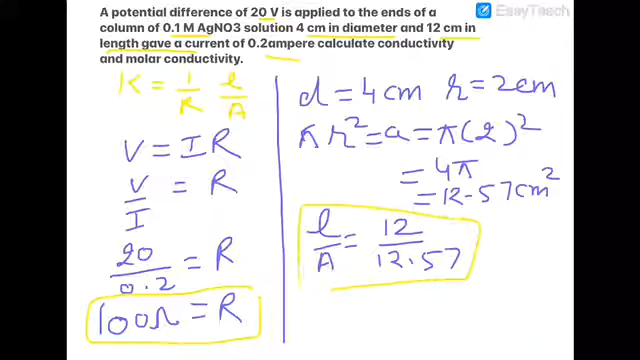 EasyTeach
A potential difference of 20 V is applied to the ends of a
column of 0.1 M AgNO3 solution 4 cm in diameter and 12 cm in
length gave a current of 0.2ampere calculate conductivity
and molar conductivity.
K = 1/R l/A
V = IR
V/I = R
20/0.2 = R
100Ω = R
d = 4cm r = 2cm
πr² = a = π(2)²
= 4π
= 12.57cm²
l/A = 12/12.57